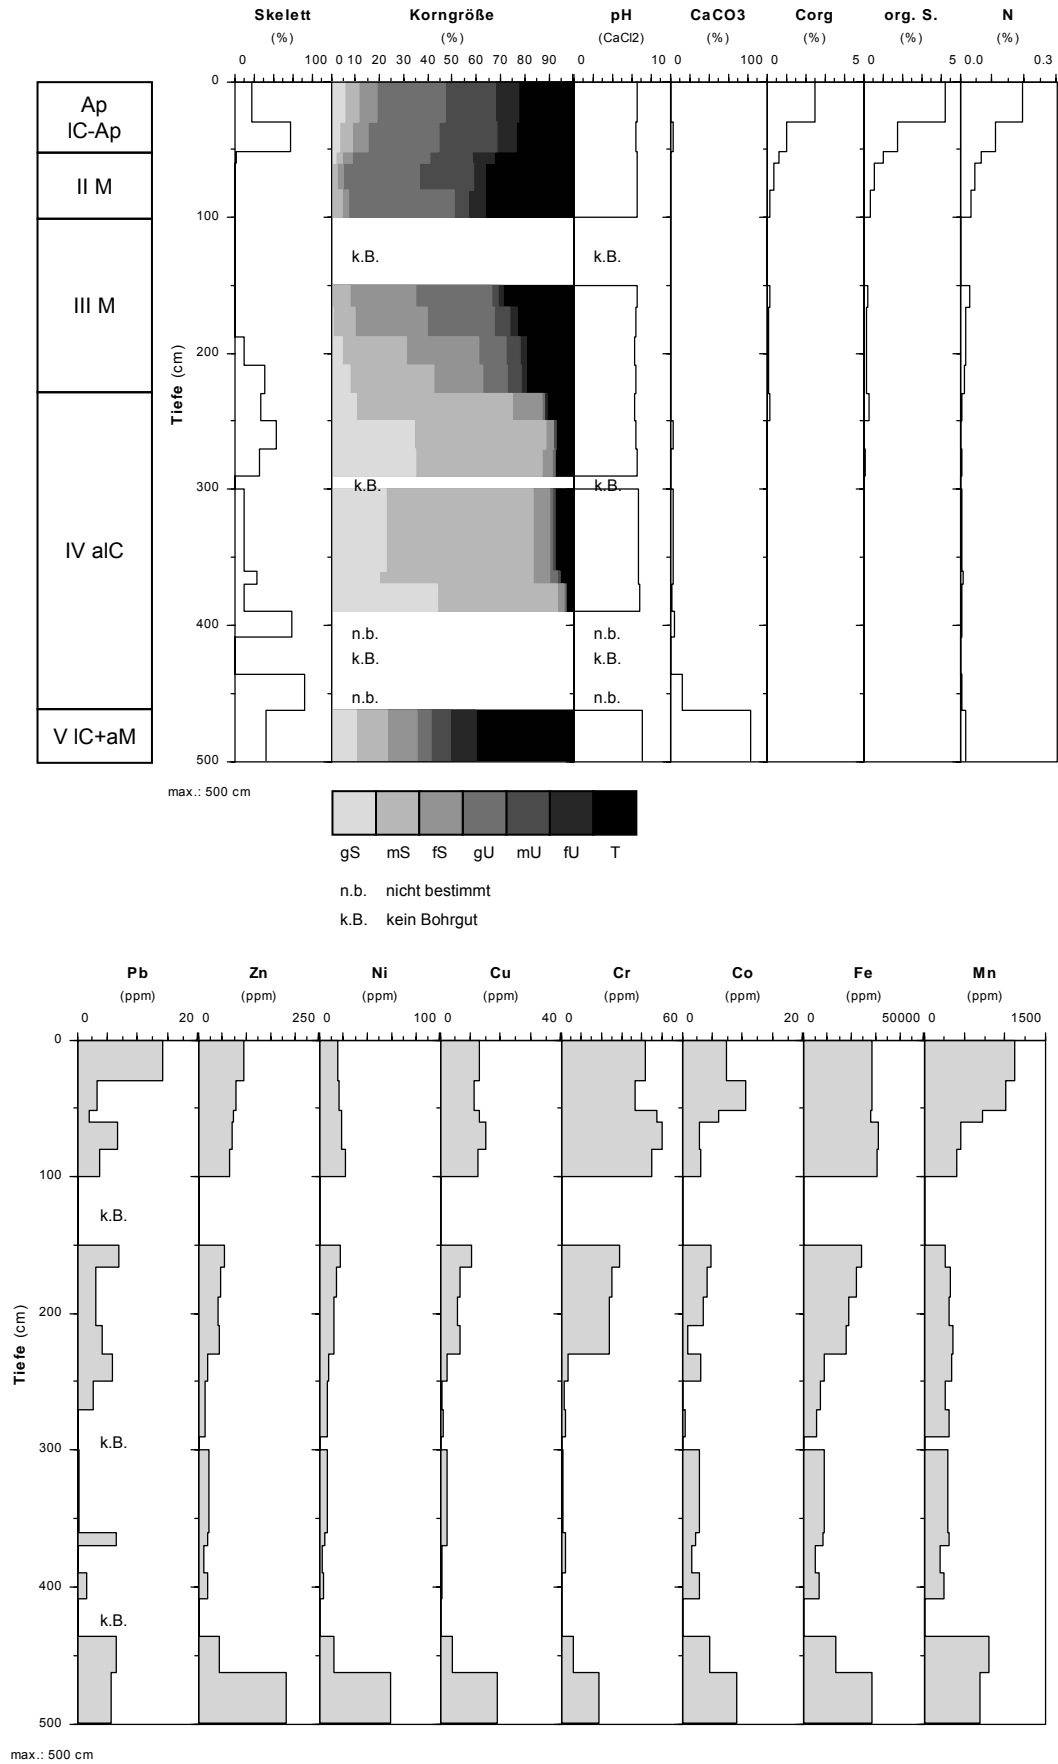 Skelett Korngröße pH CaCO3 Corg org. S. N
(%) (%) (CaCl2) (%) (%) (%) (%)
0 100 0 10 20 30 40 50 60 70 80 90 0 10 0 100 0 5 0 5 0.0 0.3
0
Ap
lC-Ap
II M
100
k.B. k.B.
III M
200
Tiefe (cm)
300
k.B. k.B.
IV alC
400
n.b. n.b.
k.B. k.B.
n.b. n.b.
V lC+aM
500
max.: 500 cm
gS mS fS gU mU fU T
n.b. nicht bestimmt
k.B. kein Bohrgut
Pb Zn Ni Cu Cr Co Fe Mn
(ppm) (ppm) (ppm) (ppm) (ppm) (ppm) (ppm) (ppm)
0 20 0 250 0 100 0 40 0 60 0 20 0 50000 0 1500
0
100
k.B.
200
Tiefe (cm)
300
k.B.
400
k.B.
500
max.: 500 cm